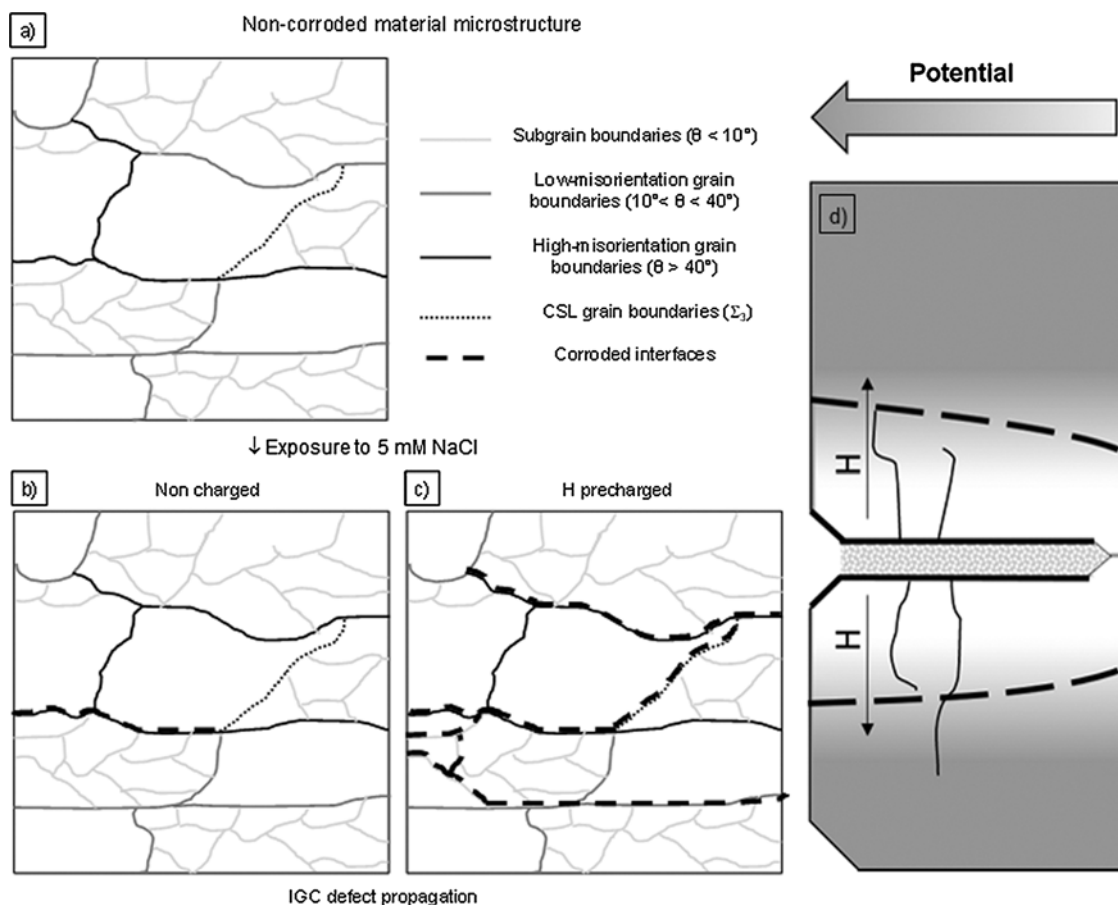 a)
Non-corroded material microstructure
Subgrain boundaries (θ < 10°)
Low-misorientation grain
boundaries (10°< θ < 40°)
High-misorientation grain
boundaries (θ > 40°)
CSL grain boundaries (Σ₃)
Corroded interfaces
↓ Exposure to 5 mM NaCl
b)
Non charged
c)
H precharged
IGC defect propagation
Potential
d)
H
H